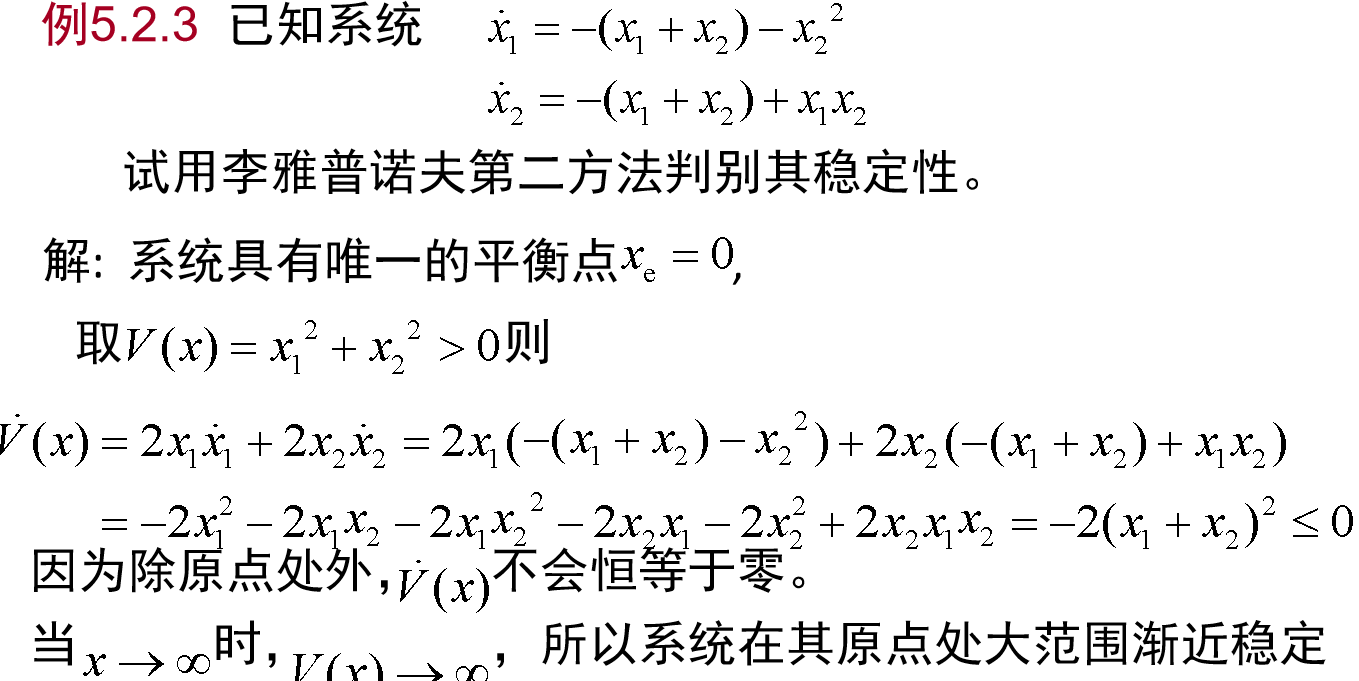 例5.2.3 已知系统 ẋ₁ = −(x₁ + x₂) − x₂²
ẋ₂ = −(x₁ + x₂) + x₁x₂
试用李雅普诺夫第二方法判别其稳定性。
解: 系统具有唯一的平衡点xₑ = 0,
取V(x) = x₁² + x₂² > 0则
V̇(x) = 2x₁ẋ₁ + 2x₂ẋ₂ = 2x₁(−(x₁ + x₂) − x₂²) + 2x₂(−(x₁ + x₂) + x₁x₂)
= −2x₁² − 2x₁x₂ − 2x₁x₂² − 2x₂x₁ − 2x₂² + 2x₂x₁x₂ = −2(x₁ + x₂)² ≤ 0
因为除原点处外,V̇(x)不会恒等于零。
当x → ∞时,V(x) → ∞, 所以系统在其原点处大范围渐近稳定